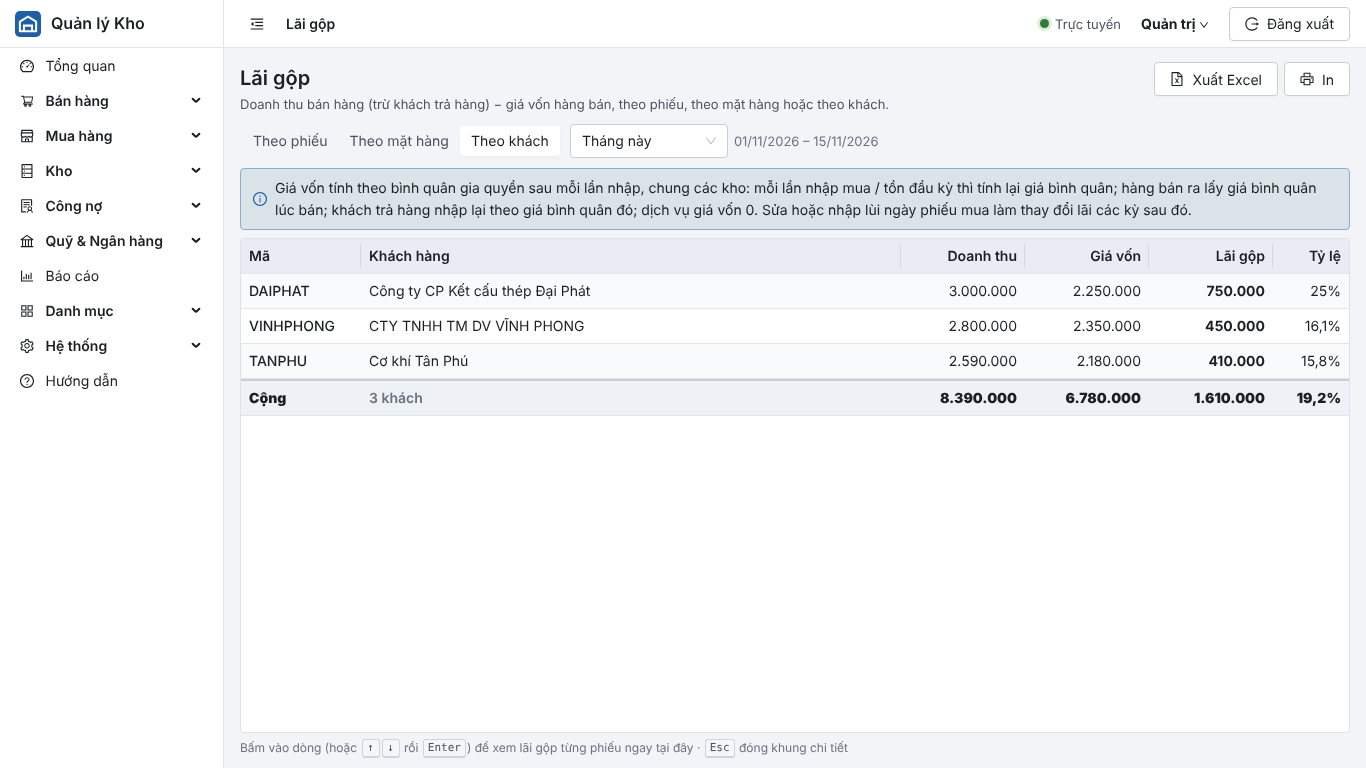 Quản lý Kho
Lãi gộp
Trực tuyến
Quản trị
Đăng xuất
Tổng quan
Bán hàng
Mua hàng
Kho
Công nợ
Quỹ & Ngân hàng
Báo cáo
Danh mục
Hệ thống
Hướng dẫn
Lãi gộp
Xuất Excel
In
Doanh thu bán hàng (trừ khách trả hàng) – giá vốn hàng bán, theo phiếu, theo mặt hàng hoặc theo khách.
Theo phiếu Theo mặt hàng Theo khách Tháng này 01/11/2026 – 15/11/2026
Giá vốn tính theo bình quân gia quyền sau mỗi lần nhập, chung các kho: mỗi lần nhập mua / tồn đầu kỳ thì tính lại giá bình quân; hàng bán ra lấy giá bình quân
lúc bán; khách trả hàng nhập lại theo giá bình quân đó; dịch vụ giá vốn 0. Sửa hoặc nhập lùi ngày phiếu mua làm thay đổi lãi các kỳ sau đó.
Mã Khách hàng Doanh thu Giá vốn Lãi gộp Tỷ lệ
DAIPHAT Công ty CP Kết cấu thép Đại Phát 3.000.000 2.250.000 750.000 25%
VINHPHONG CTY TNHH TM DV VĨNH PHONG 2.800.000 2.350.000 450.000 16,1%
TANPHU Cơ khí Tân Phú 2.590.000 2.180.000 410.000 15,8%
Cộng 3 khách 8.390.000 6.780.000 1.610.000 19,2%
Bấm vào dòng (hoặc ↑ ↓ rồi Enter) để xem lãi gộp từng phiếu ngay tại đây · Esc đóng khung chi tiết